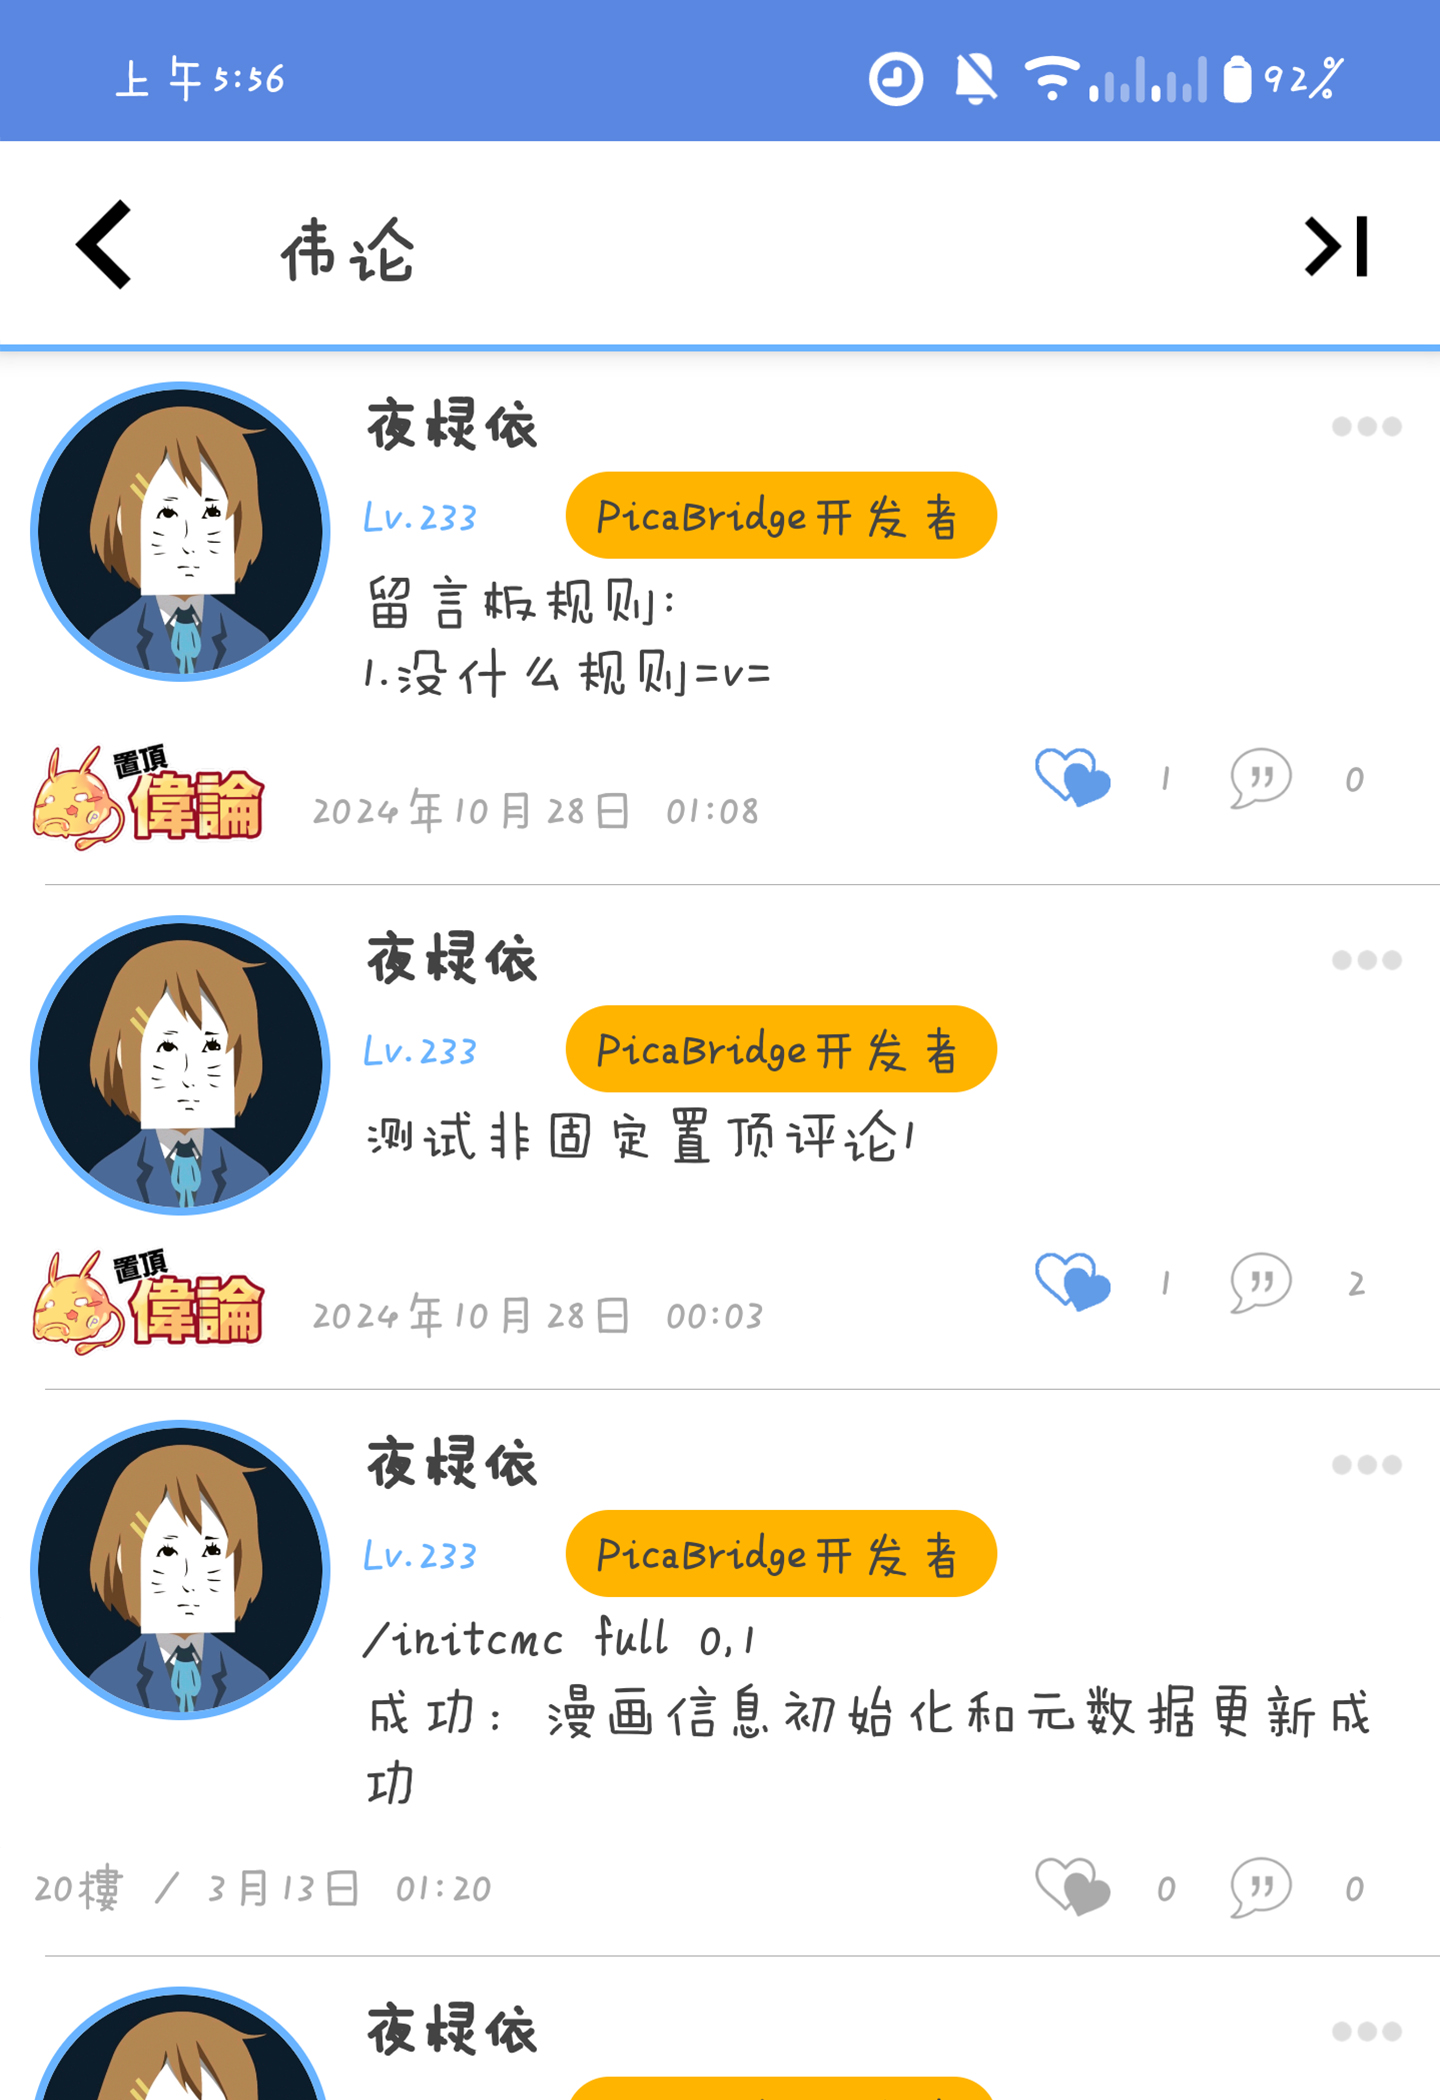 上午5:56
92%
伟论
夜棂依
Lv.233
PicaBridge开发者
留言板规则:
1.没什么规则=v=
置頂
偉論
2024年10月28日 01:08
1
0
夜棂依
Lv.233
PicaBridge开发者
测试非固定置顶评论1
置頂
偉論
2024年10月28日 00:03
1
2
夜棂依
Lv.233
PicaBridge开发者
/initcmc full 0,1
成功：漫画信息初始化和元数据更新成
功
20樓 / 3月13日 01:20
0
0
夜棂依